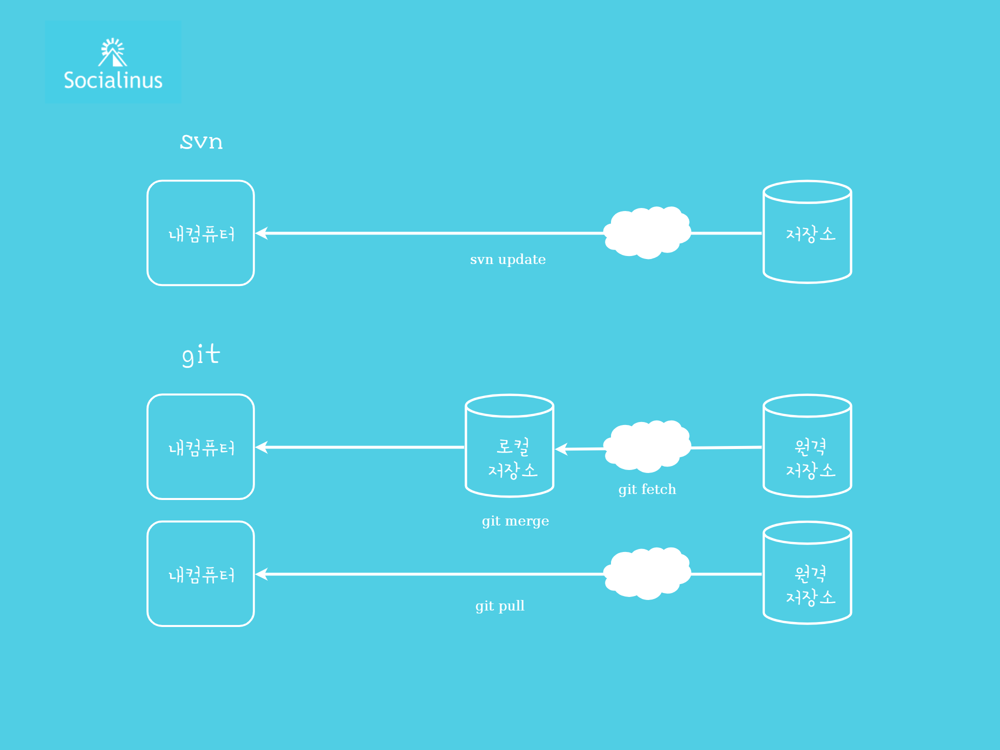 Socialinus
svn
내컴퓨터
저장소
svn update
git
내컴퓨터
로컬
저장소
원격
저장소
git fetch
git merge
내컴퓨터
원격
저장소
git pull